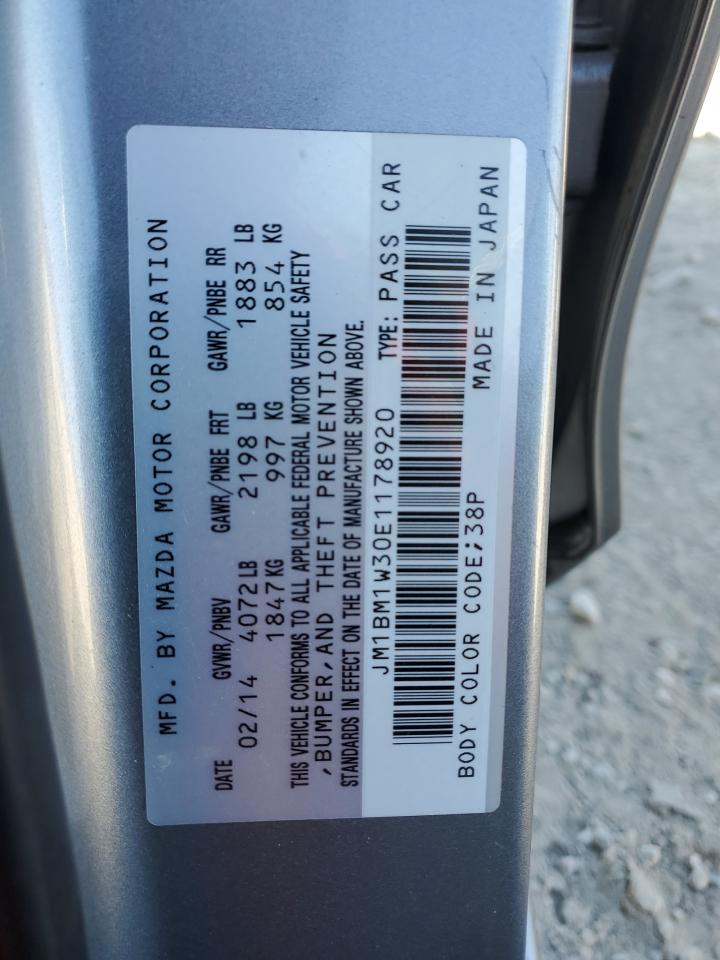 MFD. BY MAZDA MOTOR CORPORATION
GVWR/PNBV GAWR/PNBE FRT GAWR/PNBE RR
DATE 02/14 4072LB 2198 LB 1883 LB
1847KG 997 KG 854 KG
THIS VEHICLE CONFORMS TO ALL APPLICABLE FEDERAL MOTOR VEHICLE SAFETY
,BUMPER,AND THEFT PREVENTION
STANDARDS IN EFFECT ON THE DATE OF MANUFACTURE SHOWN ABOVE.
JM1BM1W30E1178920 TYPE: PASS CAR
BODY COLOR CODE;38P MADE IN JAPAN